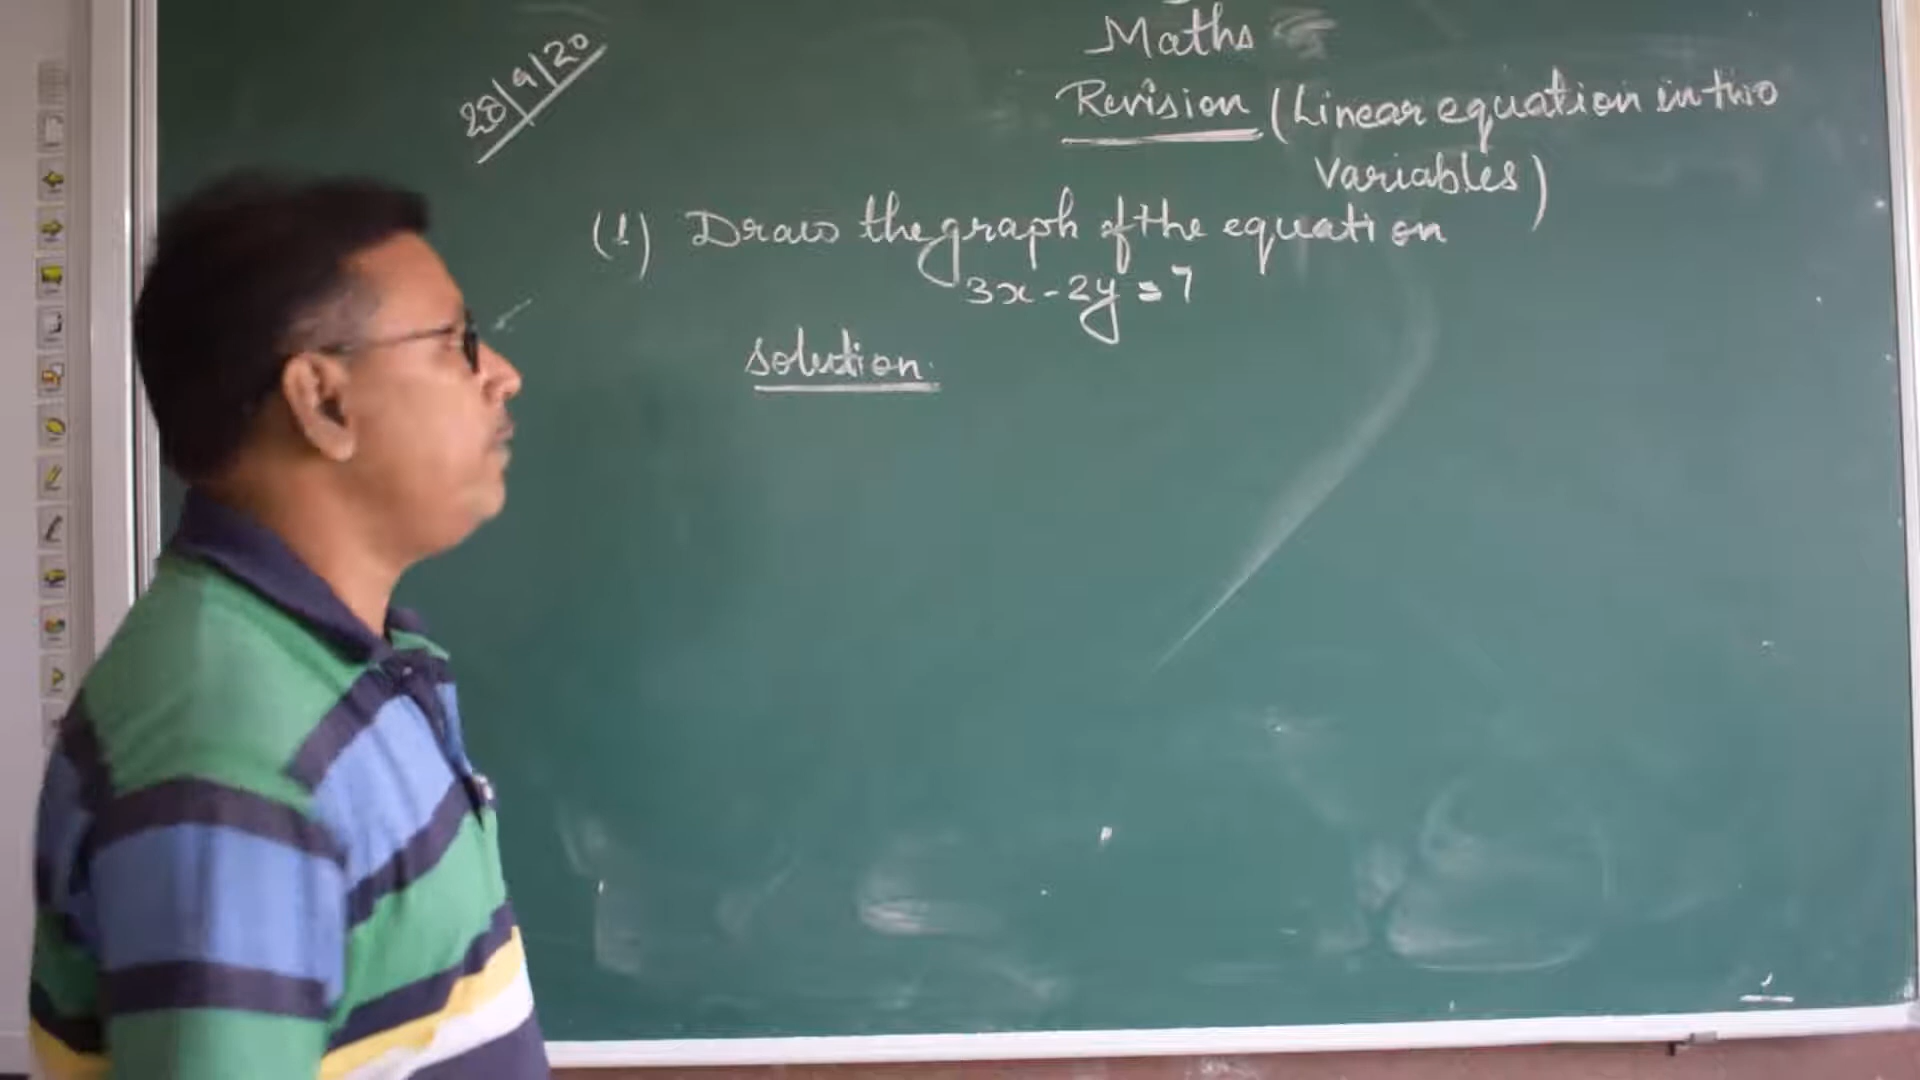 28/9/20
Maths
Revision (Linear equation in two
variables)
(1) Draw the graph of the equation
3x-2y=7
solution.